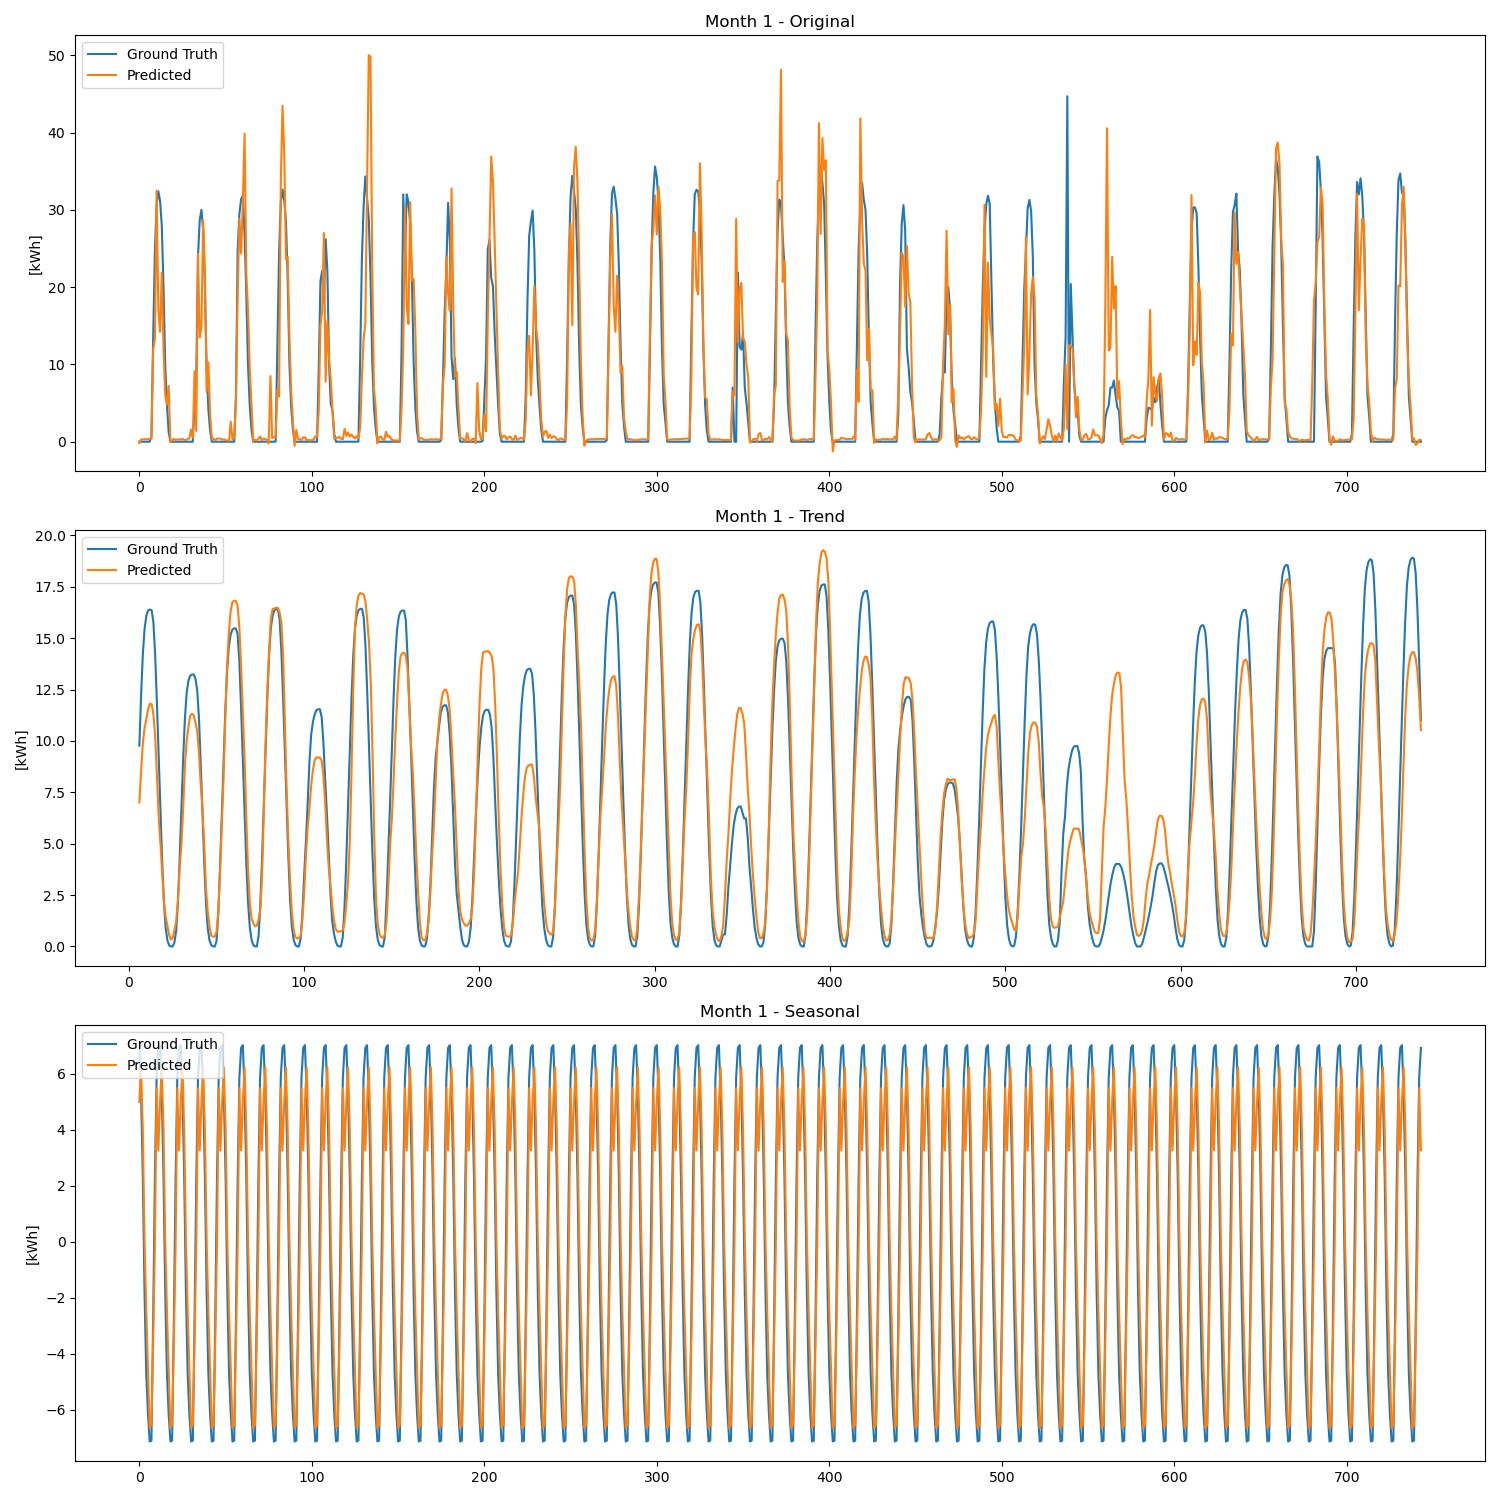 Month 1 - Original
Ground Truth
Predicted
[kWh]
50
40
30
20
10
0
0 100 200 300 400 500 600 700
Month 1 - Trend
Ground Truth
Predicted
[kWh]
20.0
17.5
15.0
12.5
10.0
7.5
5.0
2.5
0.0
0 100 200 300 400 500 600 700
Month 1 - Seasonal
Ground Truth
Predicted
[kWh]
6
4
2
0
−2
−4
−6
0 100 200 300 400 500 600 700